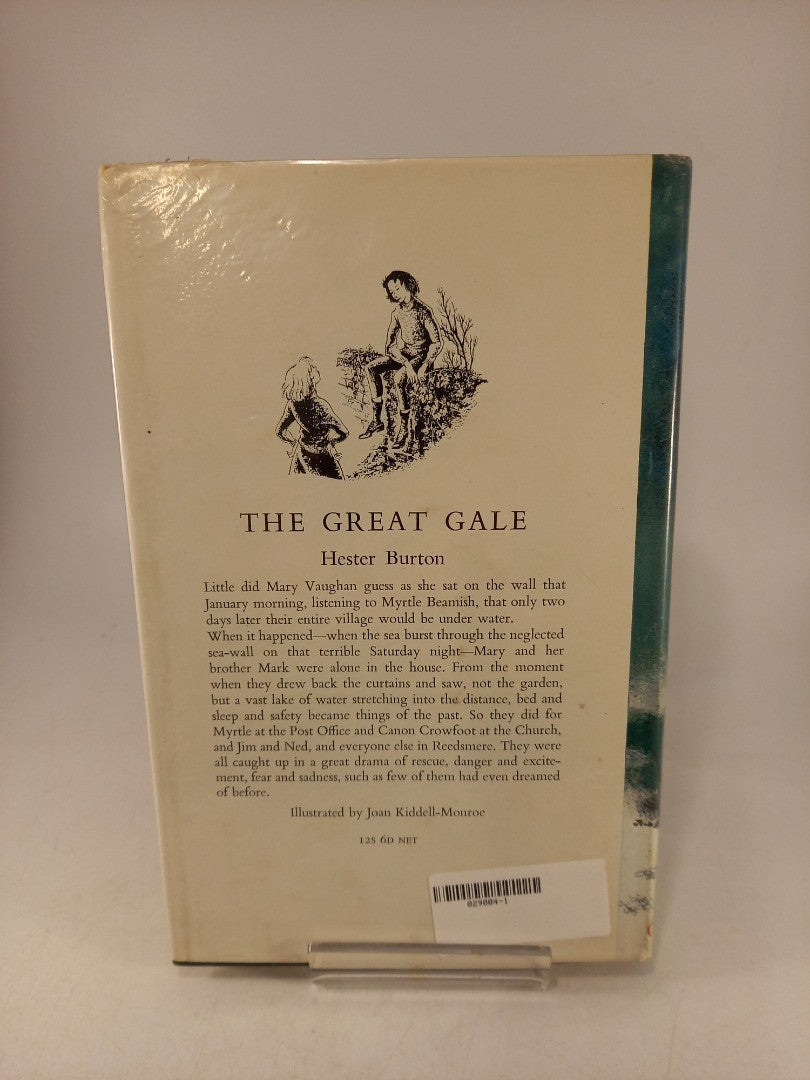 THE GREAT GALE
Hester Burton
Little did Mary Vaughan guess as she sat on the wall that
January morning, listening to Myrtle Beamish, that only two
days later their entire village would be under water.
When it happened—when the sea burst through the neglected
sea-wall on that terrible Saturday night—Mary and her
brother Mark were alone in the house. From the moment
when they drew back the curtains and saw, not the garden,
but a vast lake of water stretching into the distance, bed and
sleep and safety became things of the past. So they did for
Myrtle at the Post Office and Canon Crowfoot at the Church,
and Jim and Ned, and everyone else in Reedsmere. They were
all caught up in a great drama of rescue, danger and excite-
ment, fear and sadness, such as few of them had even dreamed
of before.
Illustrated by Joan Kiddell-Monroe
12S 6D NET
029004-1